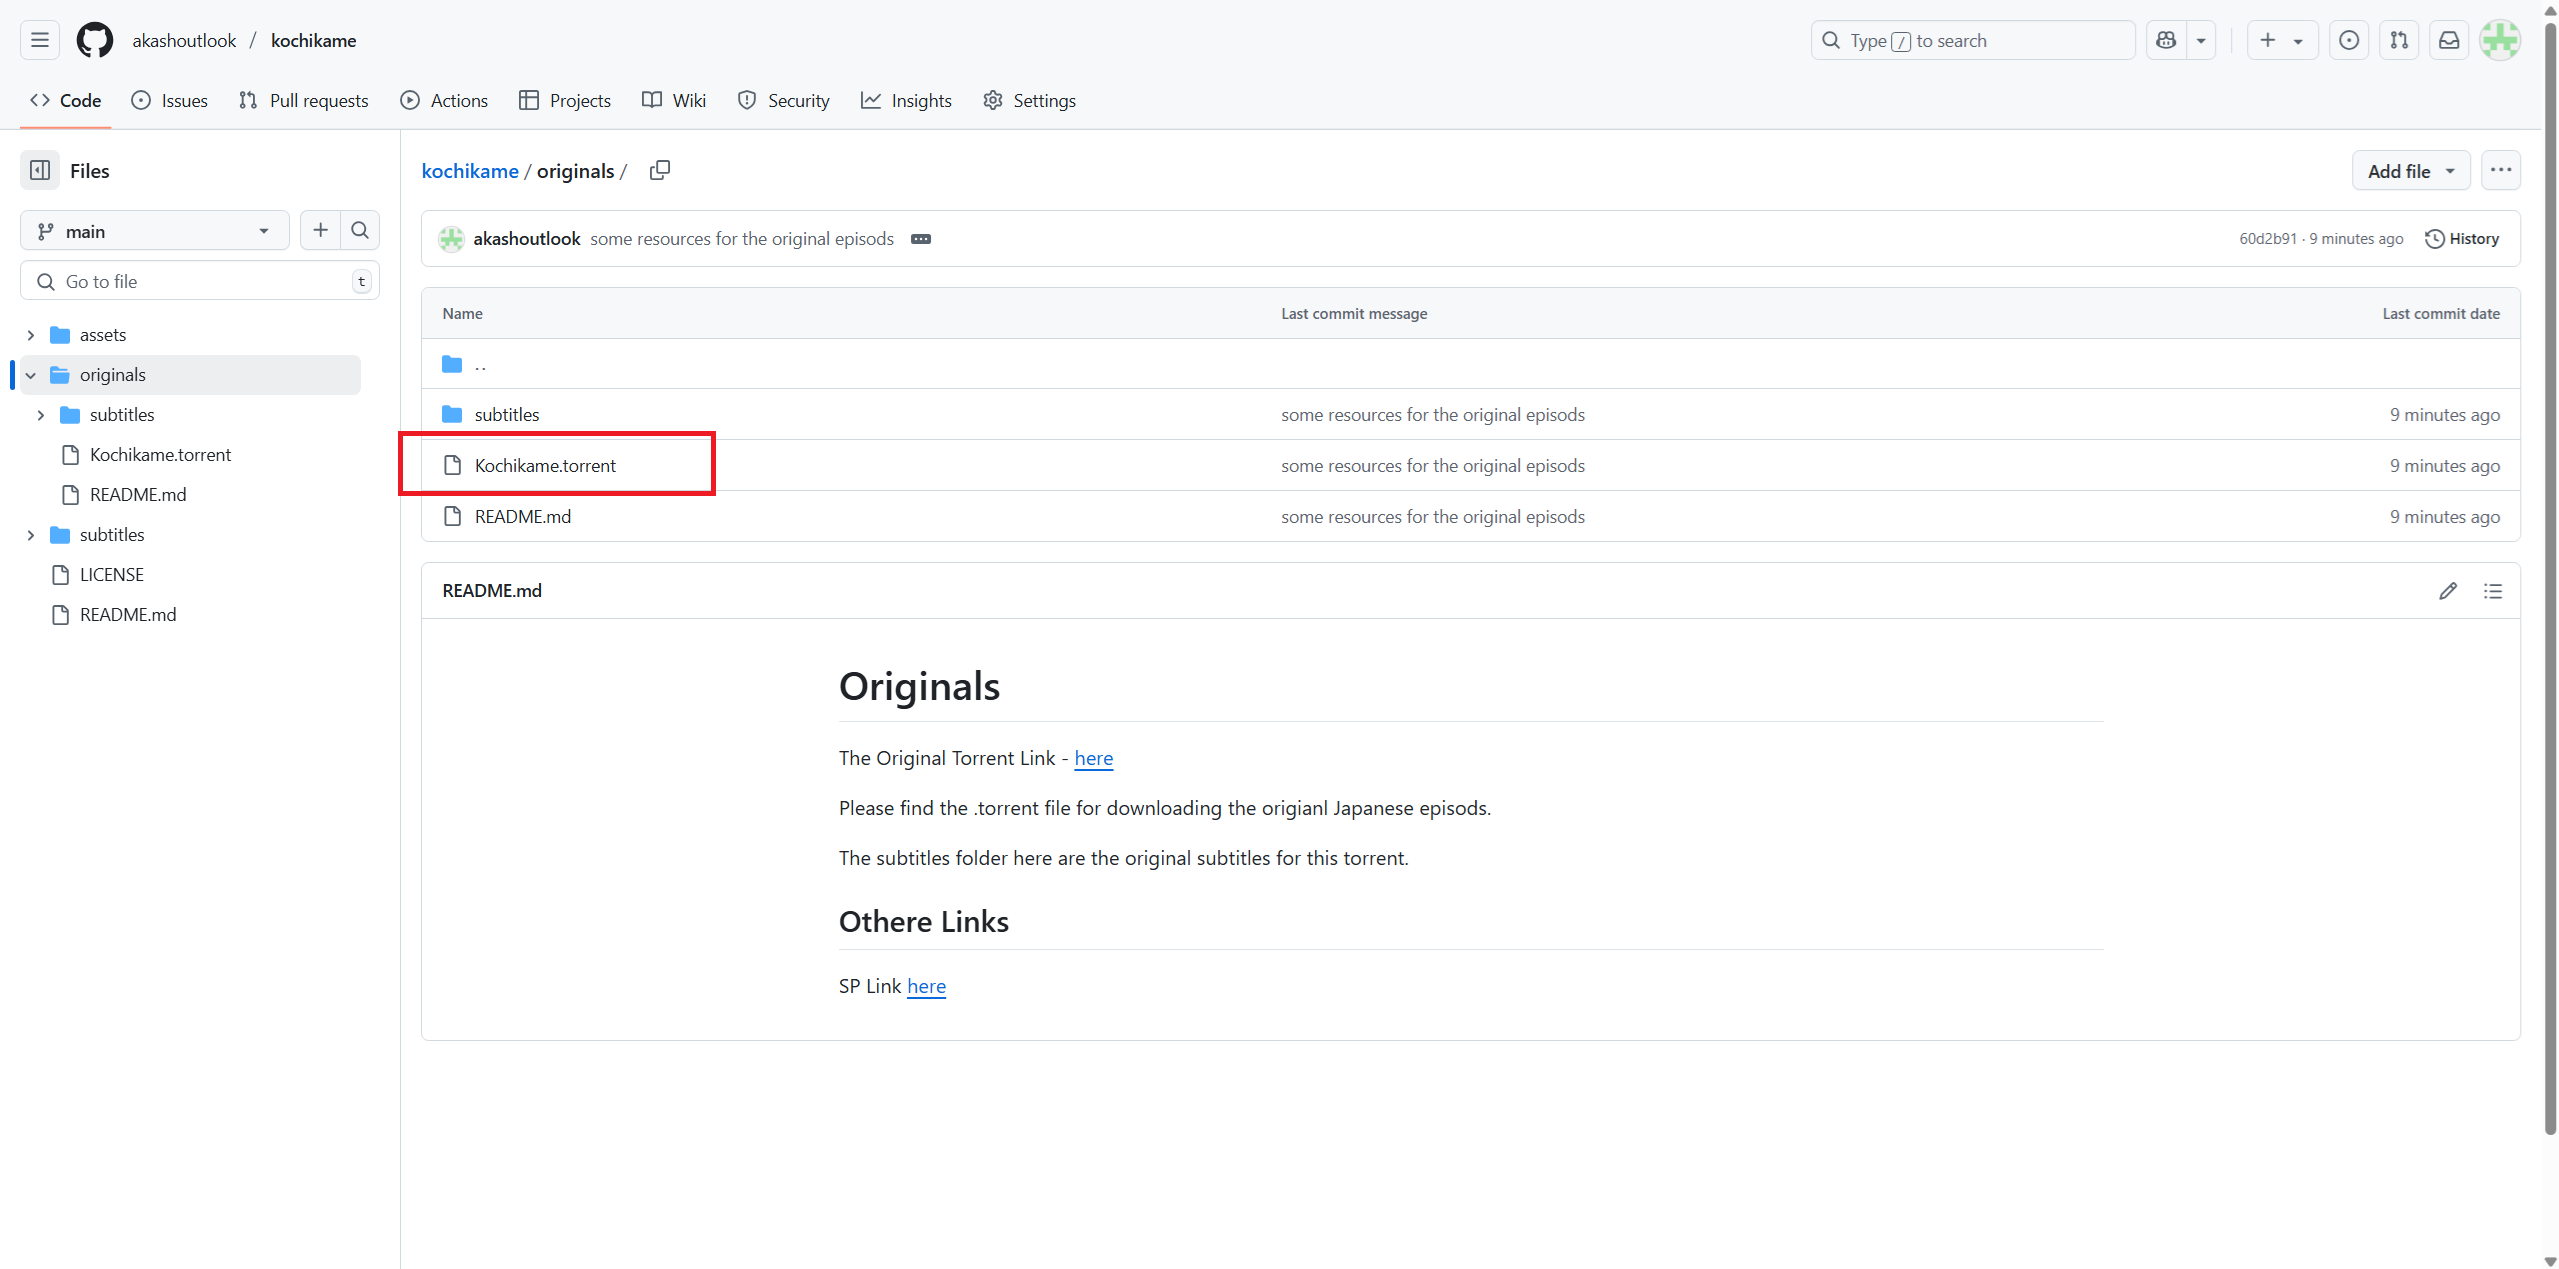 akashoutlook / kochikame
Type / to search
Code Issues Pull requests Actions Projects Wiki Security Insights Settings
Files
main
Go to file t
assets
originals
subtitles
Kochikame.torrent
README.md
subtitles
LICENSE
README.md
kochikame / originals /
Add file
akashoutlook some resources for the original episods
60d2b91 · 9 minutes ago History
Name Last commit message Last commit date
..
subtitles some resources for the original episods 9 minutes ago
Kochikame.torrent some resources for the original episods 9 minutes ago
README.md some resources for the original episods 9 minutes ago
README.md
Originals
The Original Torrent Link - here
Please find the .torrent file for downloading the origianl Japanese episods.
The subtitles folder here are the original subtitles for this torrent.
Othere Links
SP Link here